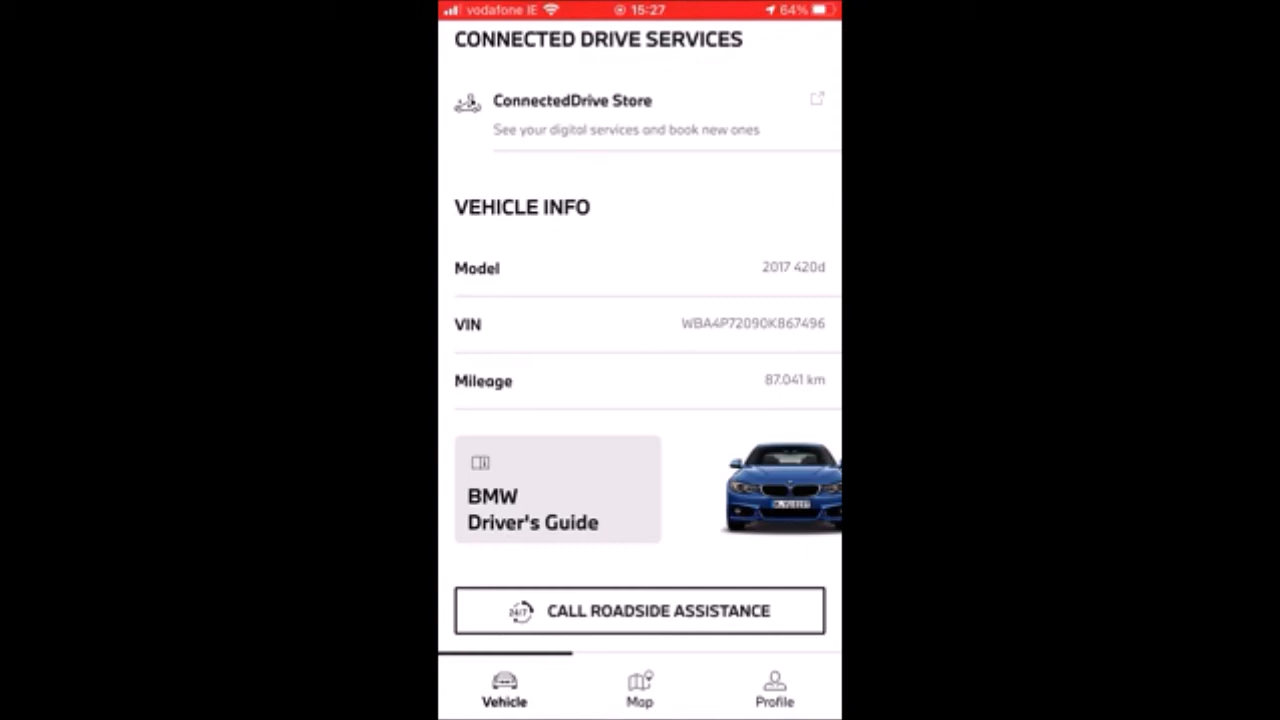 vodafone IE 15:27 64%
CONNECTED DRIVE SERVICES
ConnectedDrive Store
See your digital services and book new ones
VEHICLE INFO
Model 2017 420d
VIN WBA4P72090K867496
Mileage 87.041 km
BMW
Driver's Guide
24/7 CALL ROADSIDE ASSISTANCE
Vehicle Map Profile